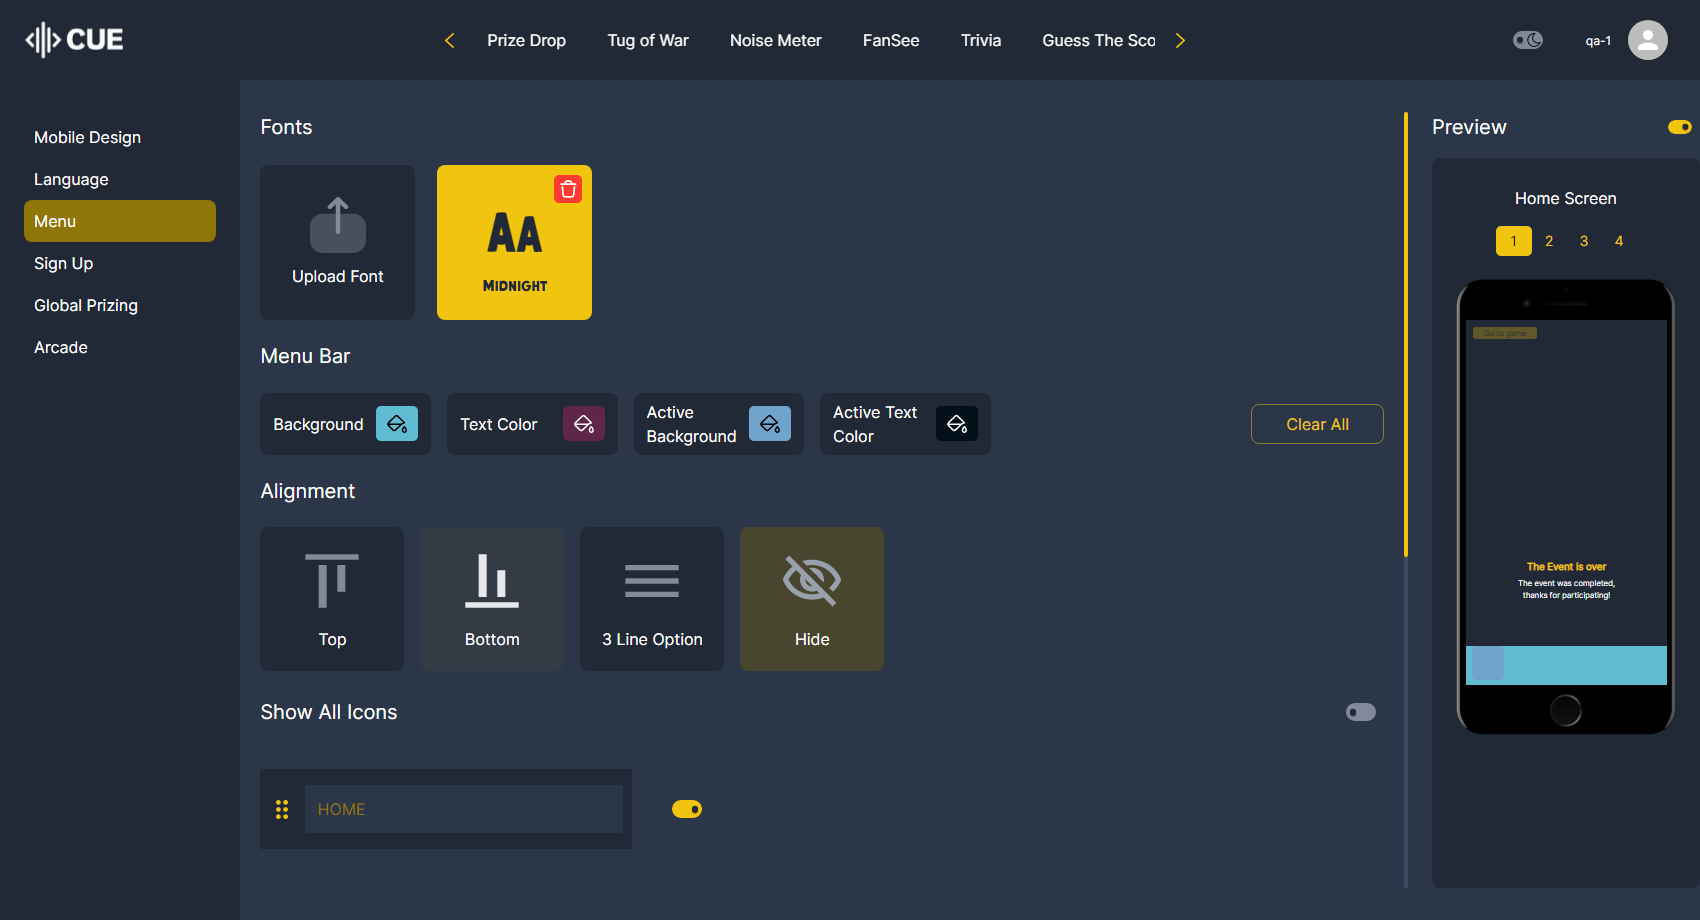 CUE
Prize Drop
Tug of War
Noise Meter
FanSee
Trivia
Guess The Sco
qa-1
Mobile Design
Language
Menu
Sign Up
Global Prizing
Arcade
Fonts
Upload Font
AA
MIDNIGHT
Menu Bar
Background
Text Color
Active
Background
Active Text
Color
Clear All
Alignment
Top
Bottom
3 Line Option
Hide
Show All Icons
HOME
Preview
Home Screen
1 2 3 4
Go to game
The Event is over
The event was completed,
thanks for participating!